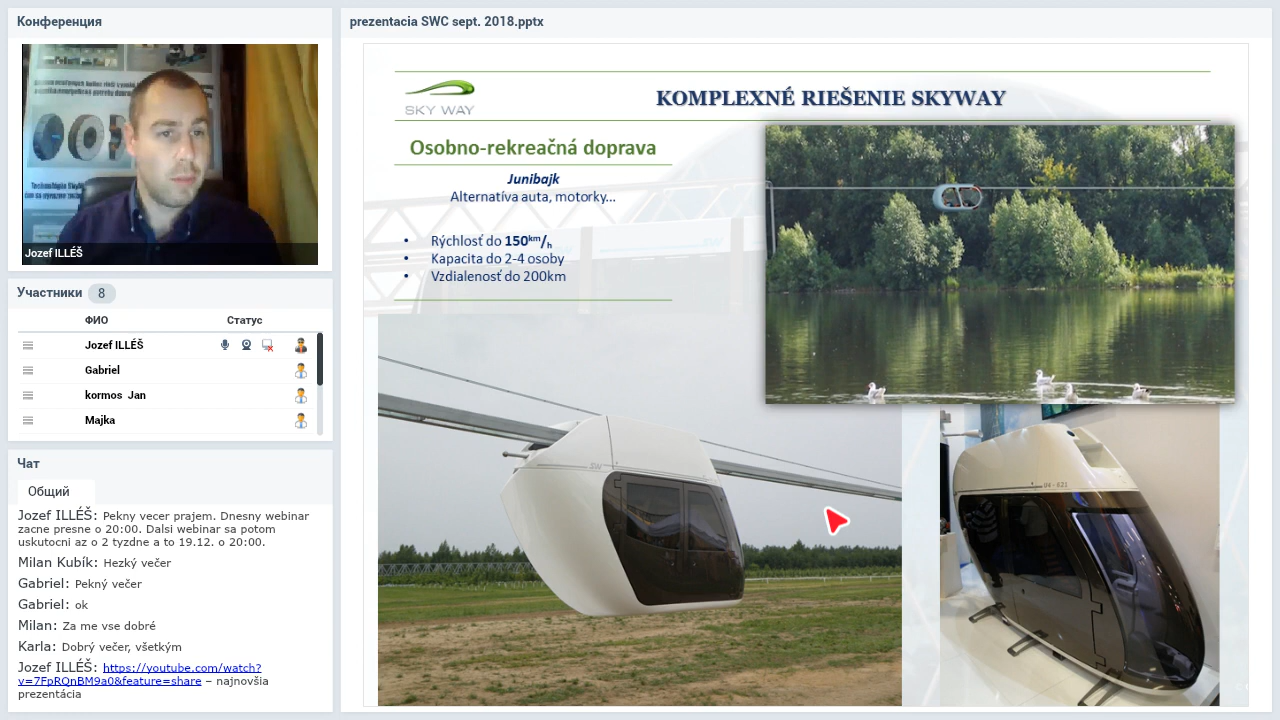 Конференция
Jozef ILLÉŠ
Участники 8
ФИО Статус
Jozef ILLÉŠ
Gabriel
kormos Jan
Majka
Чат
Общий
Jozef ILLÉŠ: Pekny vecer prajem. Dnesny webinar
zacne presne o 20:00. Dalsi webinar sa potom
uskutocni az o 2 tyzdne a to 19.12. o 20:00.
Milan Kubík: Hezký večer
Gabriel: Pekný večer
Gabriel: ok
Milan: Za me vse dobré
Karla: Dobrý večer, všetkým
Jozef ILLÉŠ: https://youtube.com/watch?
v=7FpRQnBM9a0&feature=share – najnovšia
prezentácia
prezentacia SWC sept. 2018.pptx
SKY WAY
KOMPLEXNÉ RIEŠENIE SKYWAY
Osobno-rekreačná doprava
Junibajk
Alternatíva auta, motorky...
• Rýchlosť do 150km/h
• Kapacita do 2-4 osoby
• Vzdialenosť do 200km
SW
U4 - 621